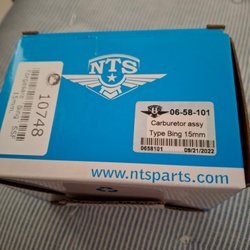 NTS
06-58-101
Carburetor assy
Type Bing 15mm
0658101
09/21/2022
www.ntsparts.com
10748